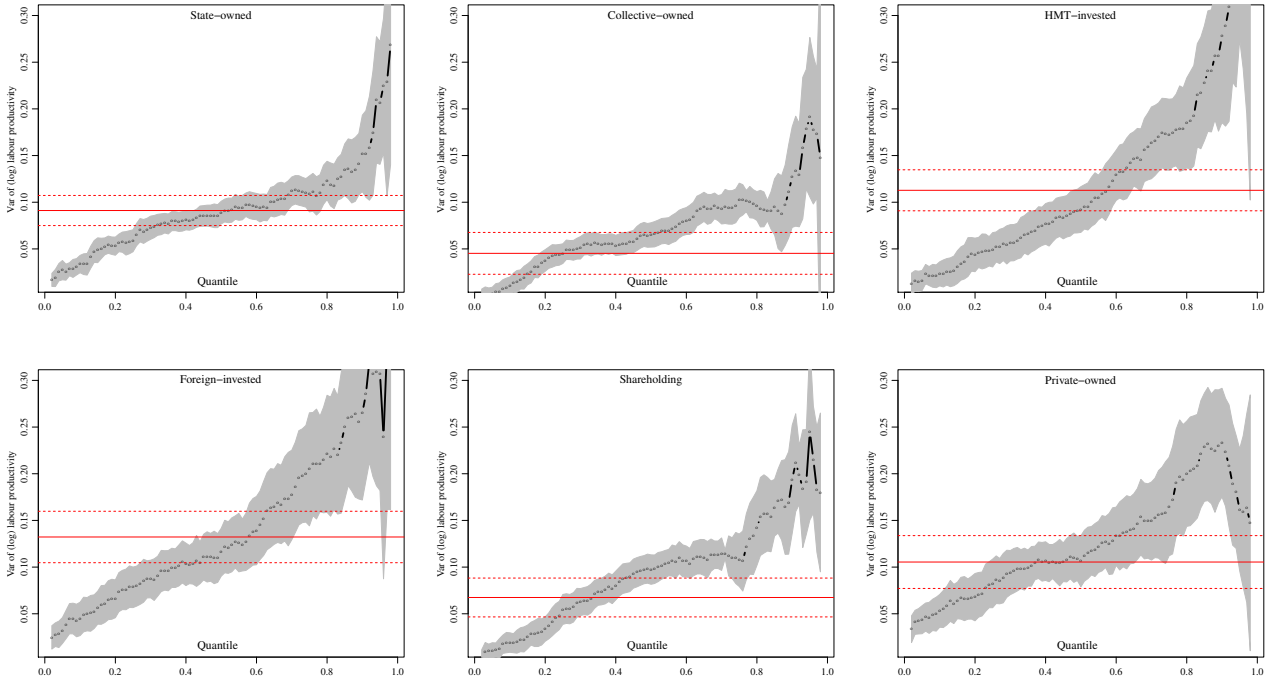 State−owned
Var of (log) labour productivity
0.05 0.10 0.15 0.20 0.25 0.30
Quantile
0.0 0.2 0.4 0.6 0.8 1.0
Collective−owned
Var of (log) labour productivity
0.05 0.10 0.15 0.20 0.25 0.30
Quantile
0.0 0.2 0.4 0.6 0.8 1.0
HMT−invested
Var of (log) labour productivity
0.05 0.10 0.15 0.20 0.25 0.30
Quantile
0.0 0.2 0.4 0.6 0.8 1.0
Foreign−invested
Var of (log) labour productivity
0.05 0.10 0.15 0.20 0.25 0.30
Quantile
0.0 0.2 0.4 0.6 0.8 1.0
Shareholding
Var of (log) labour productivity
0.05 0.10 0.15 0.20 0.25 0.30
Quantile
0.0 0.2 0.4 0.6 0.8 1.0
Private−owned
Var of (log) labour productivity
0.05 0.10 0.15 0.20 0.25 0.30
Quantile
0.0 0.2 0.4 0.6 0.8 1.0